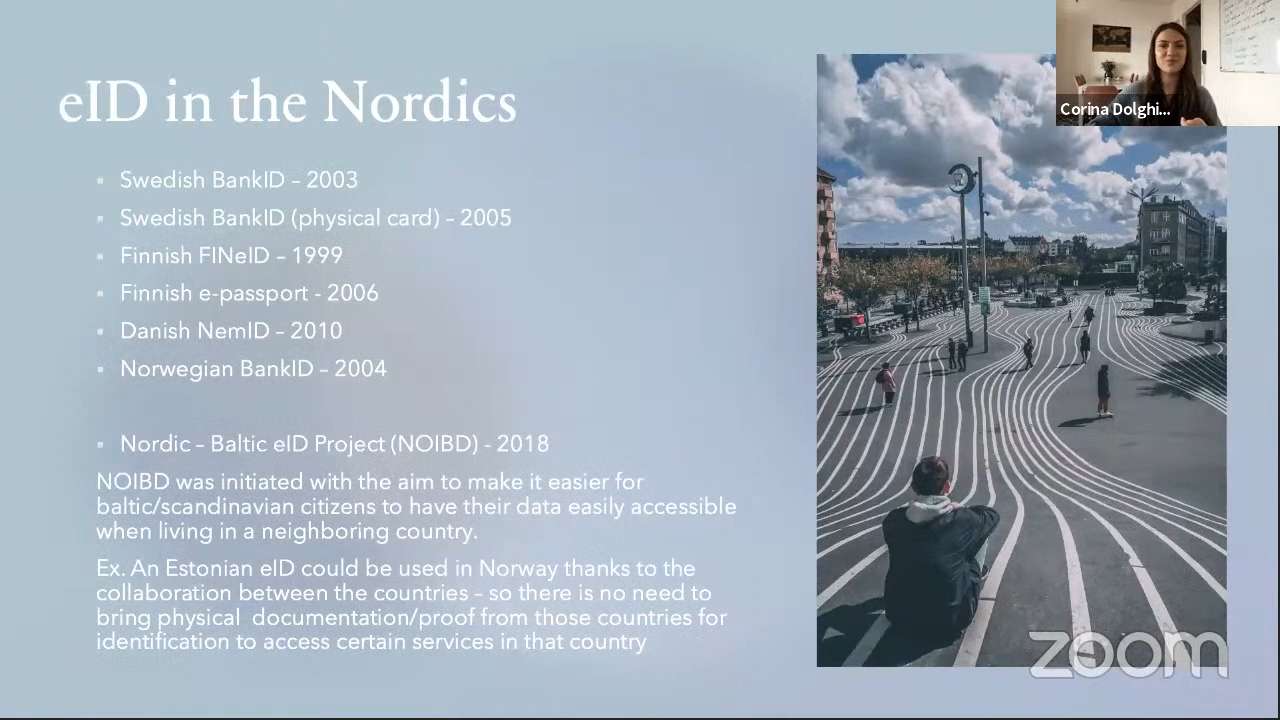 eID in the Nordics
Swedish BankID – 2003
Swedish BankID (physical card) – 2005
Finnish FINeID – 1999
Finnish e-passport - 2006
Danish NemID – 2010
Norwegian BankID – 2004
Nordic – Baltic eID Project (NOIBD) - 2018
NOIBD was initiated with the aim to make it easier for
baltic/scandinavian citizens to have their data easily accessible
when living in a neighboring country.
Ex. An Estonian eID could be used in Norway thanks to the
collaboration between the countries – so there is no need to
bring physical  documentation/proof from those countries for
identification to access certain services in that country
Corina Dolghi...
zoom